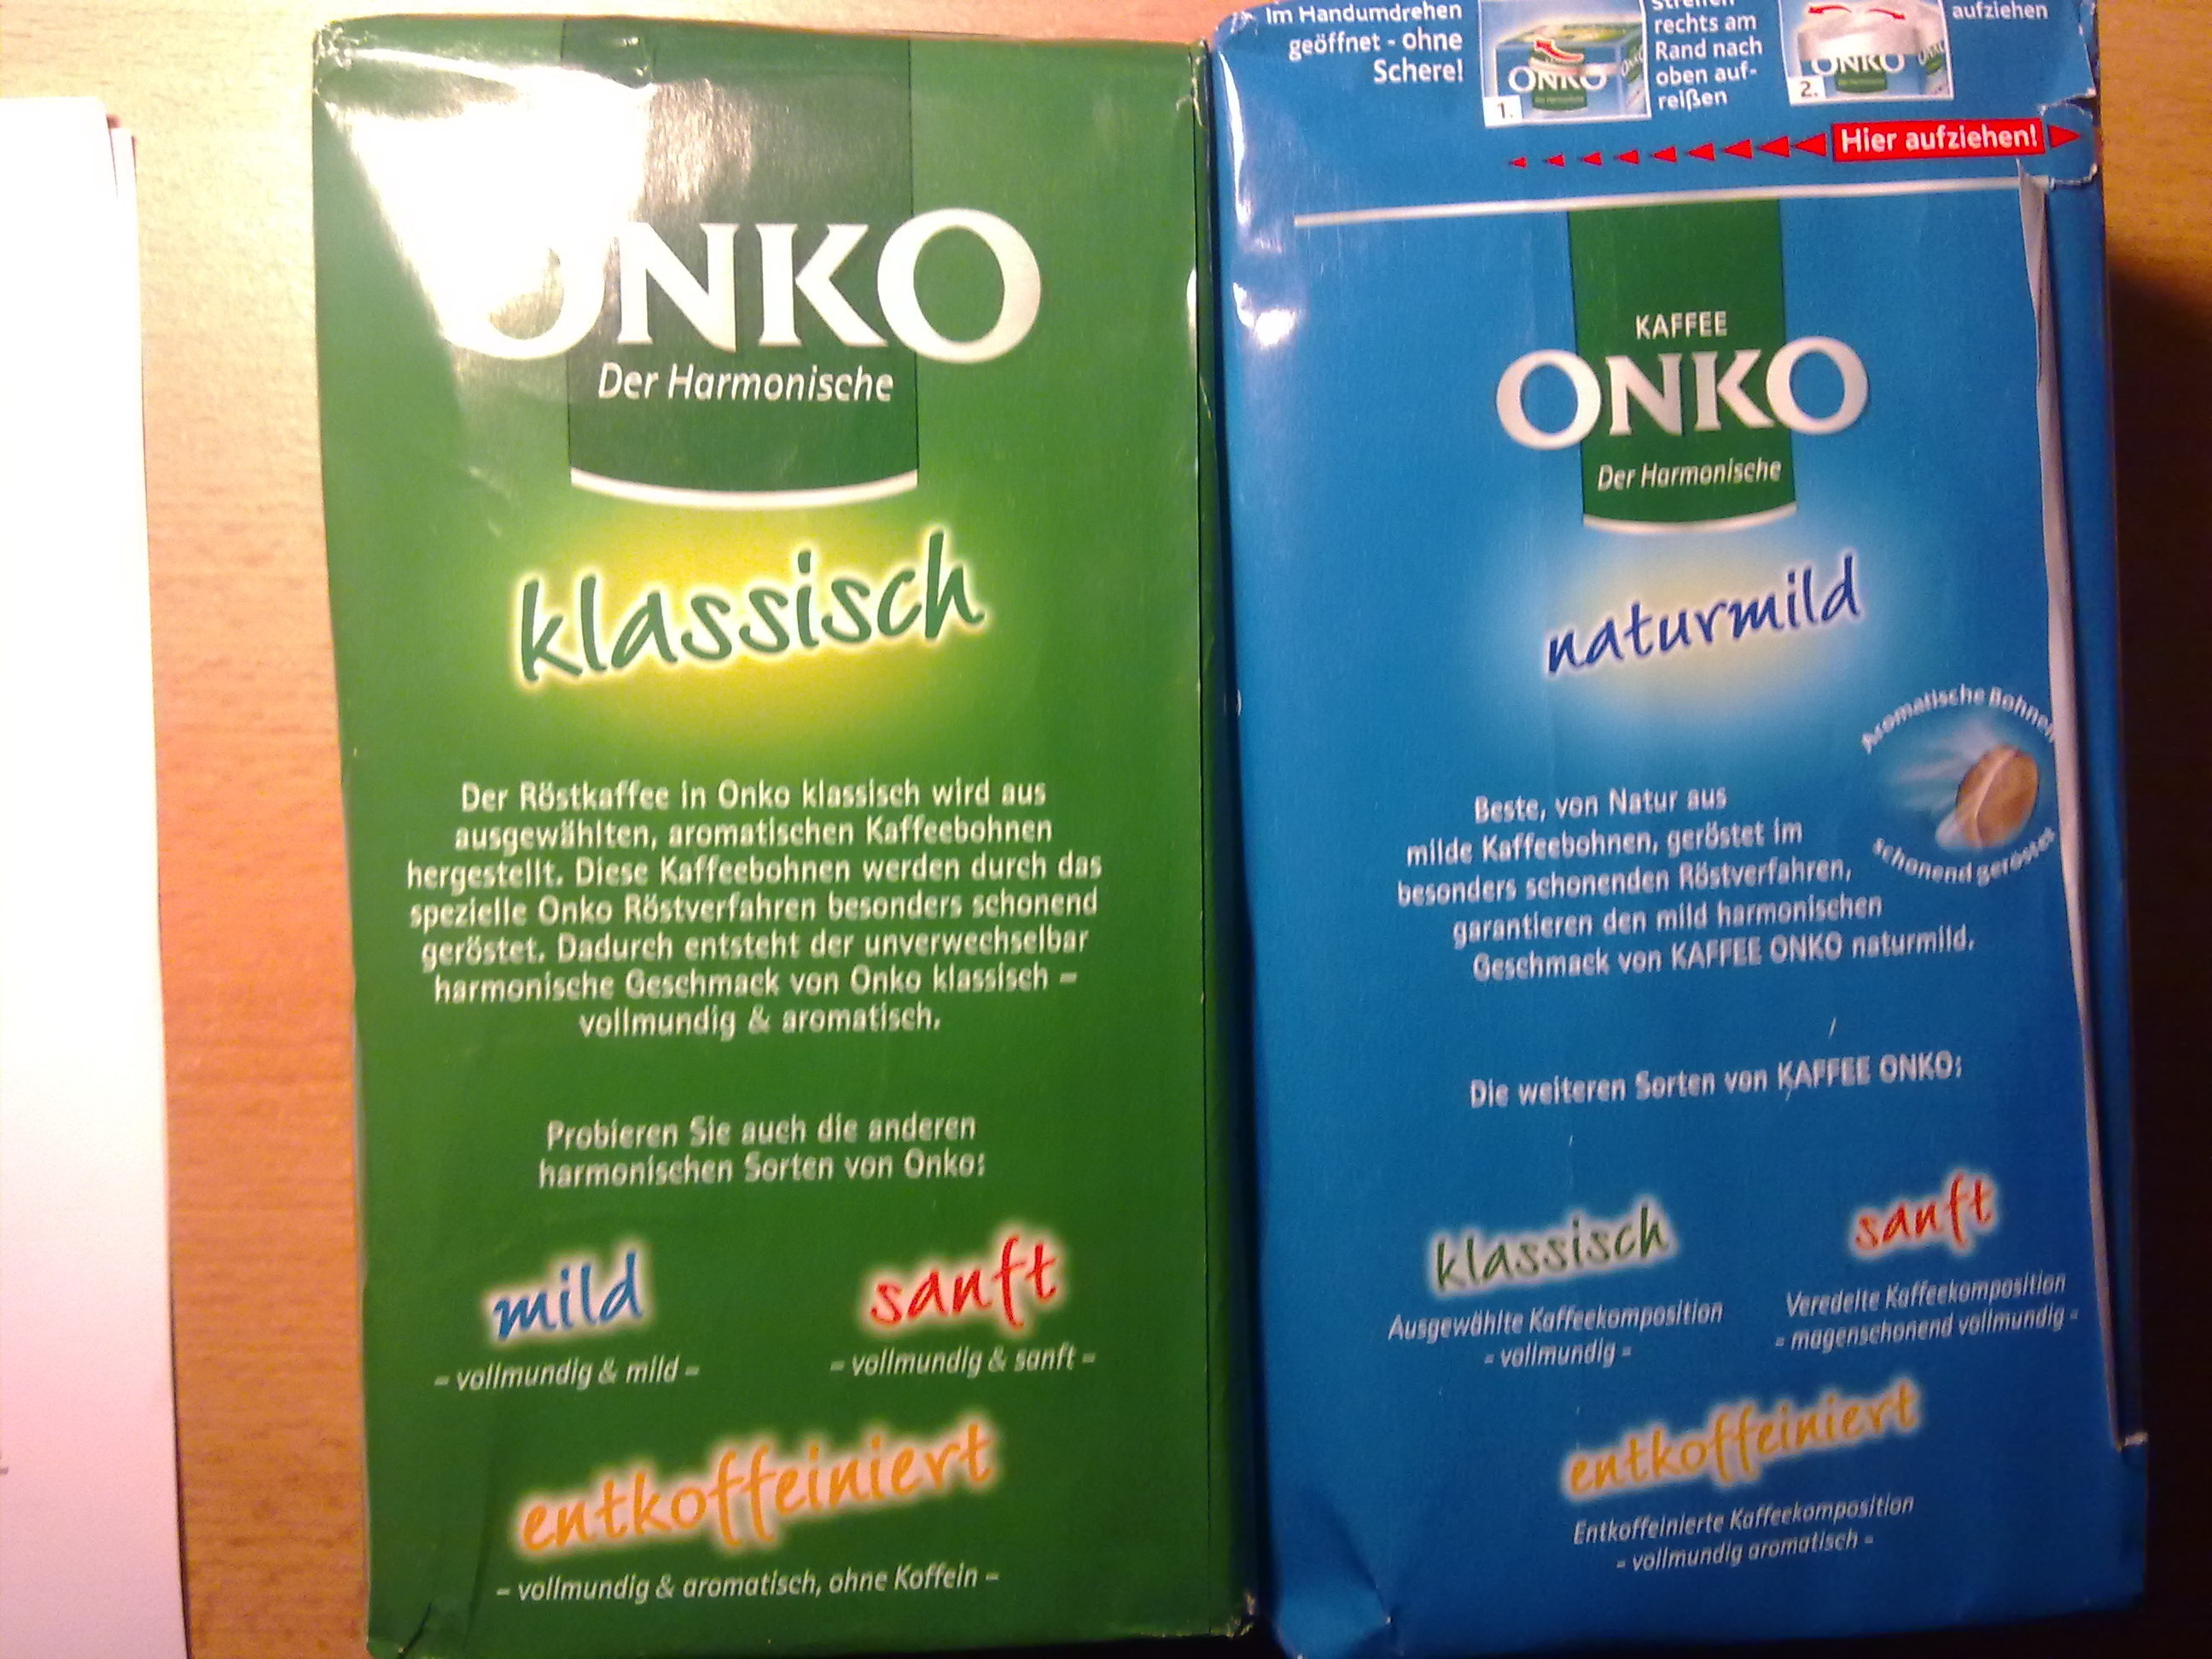 ONKO
Der Harmonische
klassisch
Der Röstkaffee in Onko klassisch wird aus
ausgewählten, aromatischen Kaffeebohnen
hergestellt. Diese Kaffeebohnen werden durch das
spezielle Onko Röstverfahren besonders schonend
geröstet. Dadurch entsteht der unverwechselbar
harmonische Geschmack von Onko klassisch –
vollmundig & aromatisch.
Probieren Sie auch die anderen
harmonischen Sorten von Onko:
mild
– vollmundig & mild –
sanft
– vollmundig & sanft –
entkoffeiniert
– vollmundig & aromatisch, ohne Koffein –
Im Handumdrehen
geöffnet - ohne
Schere!
ONKO
1.
Streifen
rechts am
Rand nach
oben auf-
reißen
ONKO
2.
aufziehen
Hier aufziehen!
KAFFEE
ONKO
Der Harmonische
naturmild
Aromatische Bohnen
schonend geröstet
Beste, von Natur aus
milde Kaffeebohnen, geröstet im
besonders schonenden Röstverfahren,
garantieren den mild harmonischen
Geschmack von KAFFEE ONKO naturmild.
Die weiteren Sorten von KAFFEE ONKO:
klassisch
Ausgewählte Kaffeekomposition
- vollmundig -
sanft
Veredelte Kaffeekomposition
- magenschonend vollmundig -
entkoffeiniert
Entkoffeinierte Kaffeekomposition
- vollmundig aromatisch -